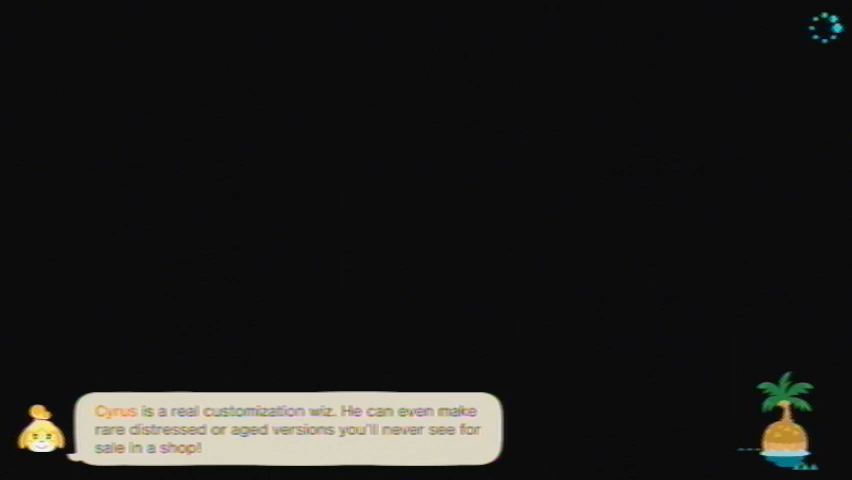 Cyrus is a real customization wiz. He can even make
rare distressed or aged versions you'll never see for
sale in a shop!